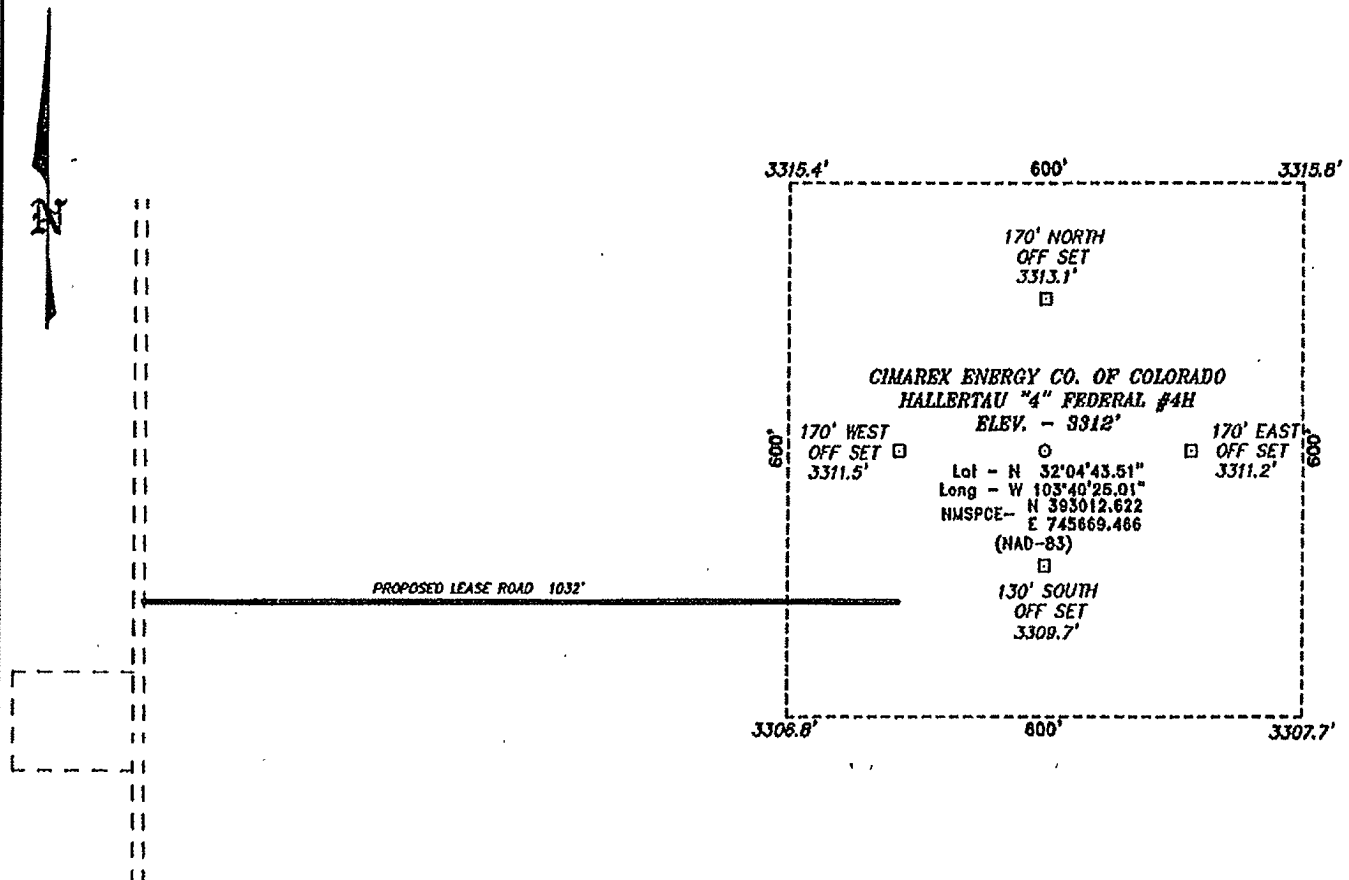 N
3315.4' 600' 3315.8'
170' NORTH
OFF SET
3313.1'
CIMAREX ENERGY CO. OF COLORADO
HALLERTAU "4" FEDERAL #4H
ELEV. - 3312'
600'
170' WEST
OFF SET
3311.5'
170' EAST
OFF SET
3311.2'
600'
Lat - N 32°04'43.51"
Long - W 103°40'25.01"
NMSPCE- N 393012.622
E 745669.466
(NAD-83)
130' SOUTH
OFF SET
3309.7'
PROPOSED LEASE ROAD 1032'
3306.8' 600' 3307.7'